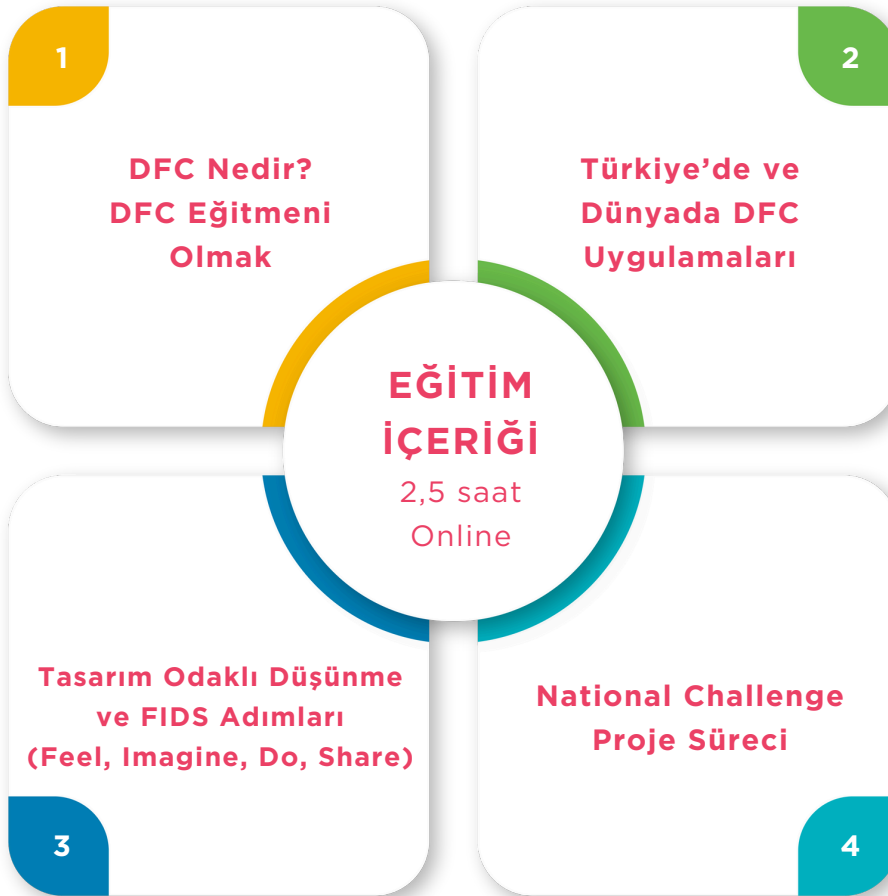 1
DFC Nedir?
DFC Eğitmeni
Olmak
2
Türkiye’de ve
Dünyada DFC
Uygulamaları
EĞİTİM
İÇERİĞİ
2,5 saat
Online
Tasarım Odaklı Düşünme
ve FIDS Adımları
(Feel, Imagine, Do, Share)
3
National Challenge
Proje Süreci
4